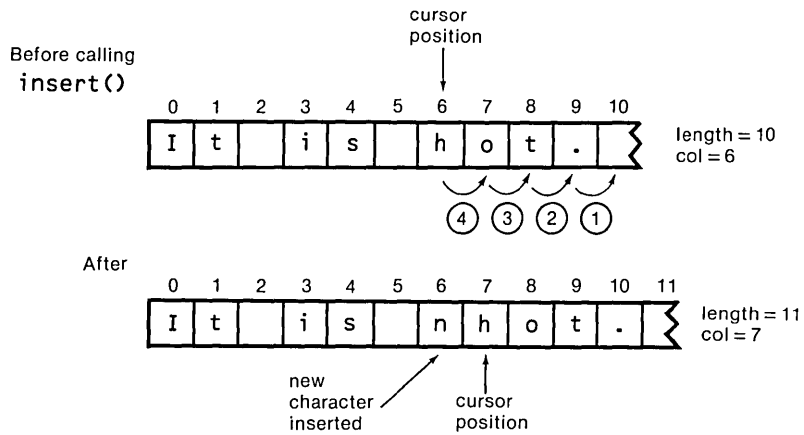 cursor
position
Before calling
insert()
0 1 2 3 4 5 6 7 8 9 10
I t i s h o t .
length = 10
col = 6
4 3 2 1
After
0 1 2 3 4 5 6 7 8 9 10 11
I t i s n h o t .
length = 11
col = 7
new
character
inserted
cursor
position